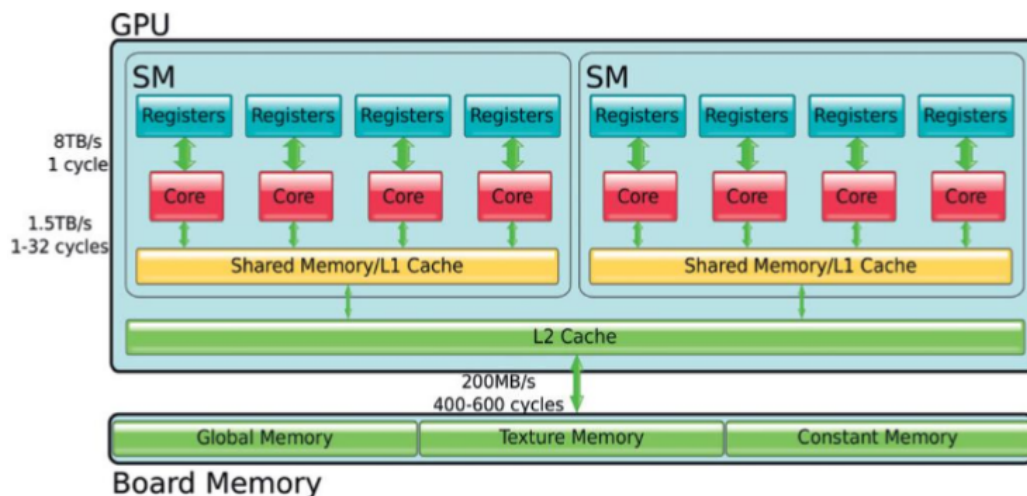 GPU
SM SM
Registers Registers Registers Registers Registers Registers Registers Registers
8TB/s
1 cycle
Core Core Core Core Core Core Core Core
1.5TB/s
1-32 cycles
Shared Memory/L1 Cache Shared Memory/L1 Cache
L2 Cache
200MB/s
400-600 cycles
Global Memory Texture Memory Constant Memory
Board Memory